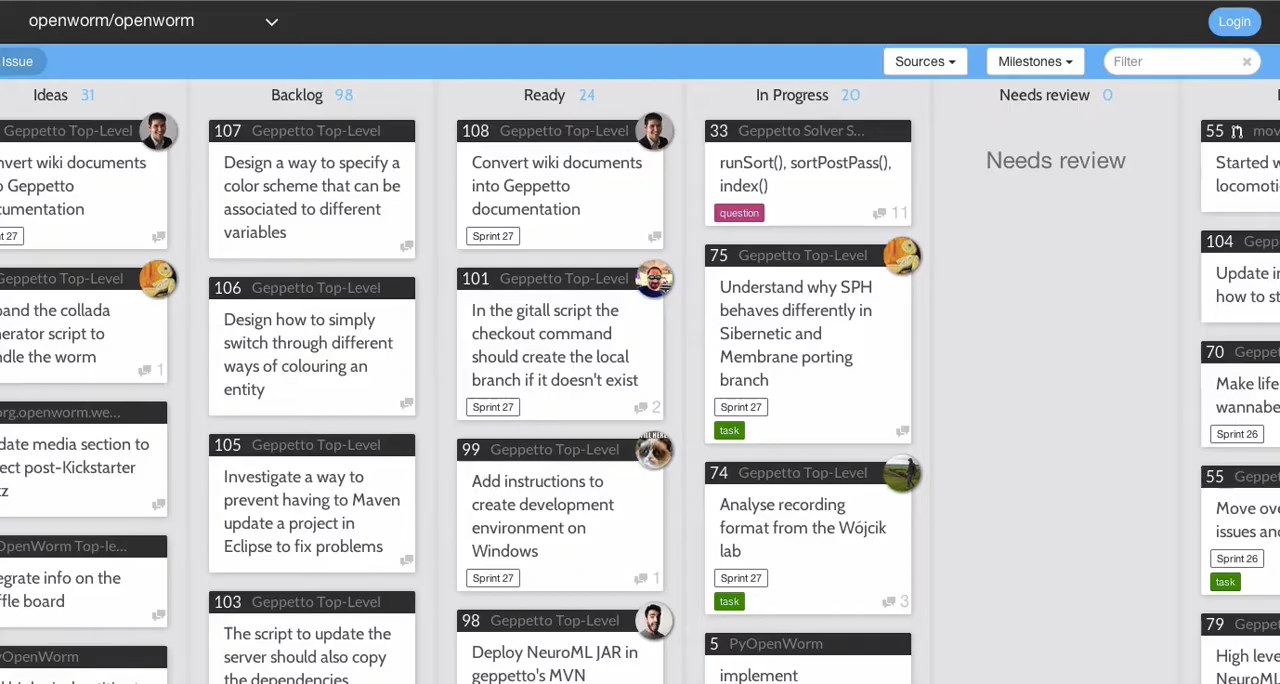 openworm/openworm
Login
Issue
Sources
Milestones
Filter
Ideas 31
Geppetto Top-Level
nvert wiki documents
o Geppetto
cumentation
nt 27
Geppetto Top-Level
and the collada
nerator script to
ndle the worm
1
org.openworm.we...
date media section to
ect post-Kickstarter
tz
OpenWorm Top-le...
egrate info on the
ffle board
yOpenWorm
Backlog 98
107 Geppetto Top-Level
Design a way to specify a
color scheme that can be
associated to different
variables
106 Geppetto Top-Level
Design how to simply
switch through different
ways of colouring an
entity
105 Geppetto Top-Level
Investigate a way to
prevent having to Maven
update a project in
Eclipse to fix problems
103 Geppetto Top-Level
The script to update the
server should also copy
the dependencies
Ready 24
108 Geppetto Top-Level
Convert wiki documents
into Geppetto
documentation
Sprint 27
101 Geppetto Top-Level
In the gitall script the
checkout command
should create the local
branch if it doesn't exist
Sprint 27
2
99 Geppetto Top-Level
Add instructions to
create development
environment on
Windows
Sprint 27
1
98 Geppetto Top-Level
Deploy NeuroML JAR in
geppetto's MVN
In Progress 20
33 Geppetto Solver S...
runSort(), sortPostPass(),
index()
question
11
75 Geppetto Top-Level
Understand why SPH
behaves differently in
Sibernetic and
Membrane porting
branch
Sprint 27
task
74 Geppetto Top-Level
Analyse recording
format from the Wójcik
lab
Sprint 27
task
3
5 PyOpenWorm
implement
Needs review 0
Needs review
55 mov
Started w
locomotio
104 Gepp
Update in
how to st
70 Geppet
Make life
wannabe
Sprint 26
55 Geppet
Move ove
issues and
Sprint 26
task
79 Geppet
High leve
NeuroML